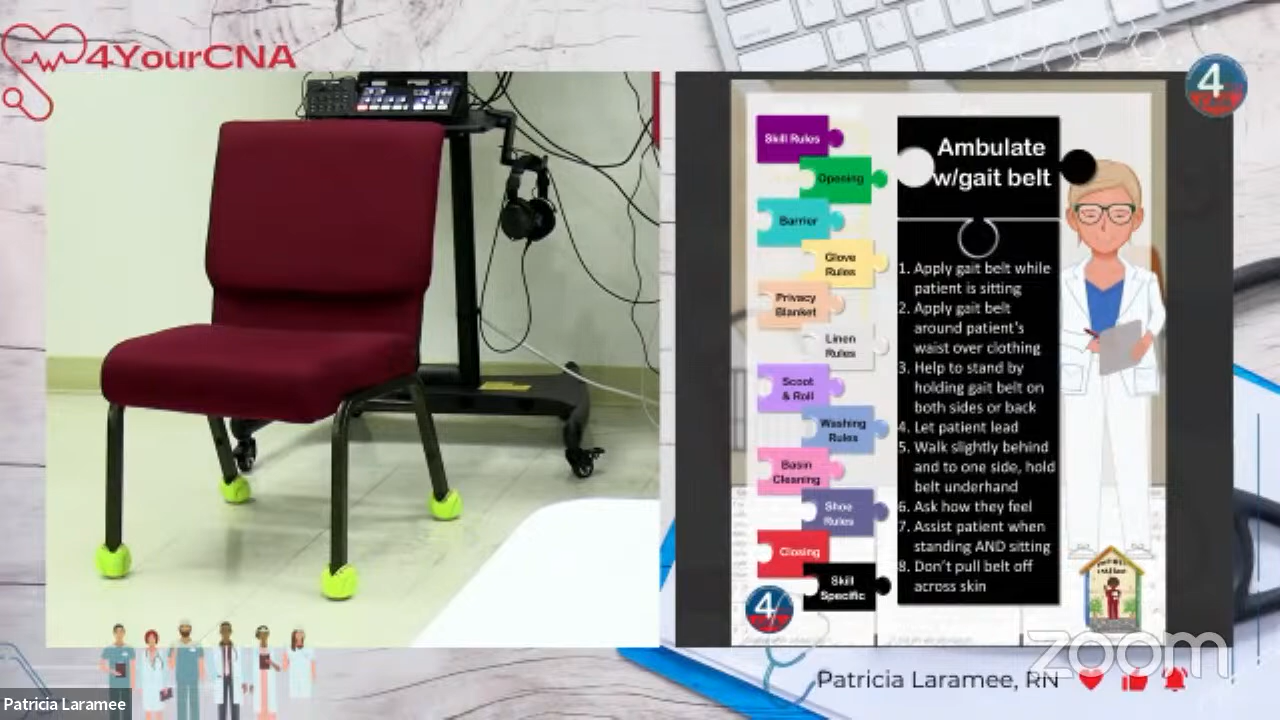 4YourCNA
4
Skill Rules
Opening
Barrier
Glove
Rules
Privacy
Blanket
Linen
Rules
Scoot
& Roll
Washing
Rules
Basin
Cleaning
Shoe
Rules
Closing
Skill
Specific
4
Ambulate
w/gait belt
1. Apply gait belt while
patient is sitting
2. Apply gait belt
around patient's
waist over clothing
3. Help to stand by
holding gait belt on
both sides or back
4. Let patient lead
5. Walk slightly behind
and to one side, hold
belt underhand
6. Ask how they feel
7. Assist patient when
standing AND sitting
8. Don't pull belt off
across skin
zoom
Patricia Laramee, RN
Patricia Laramee